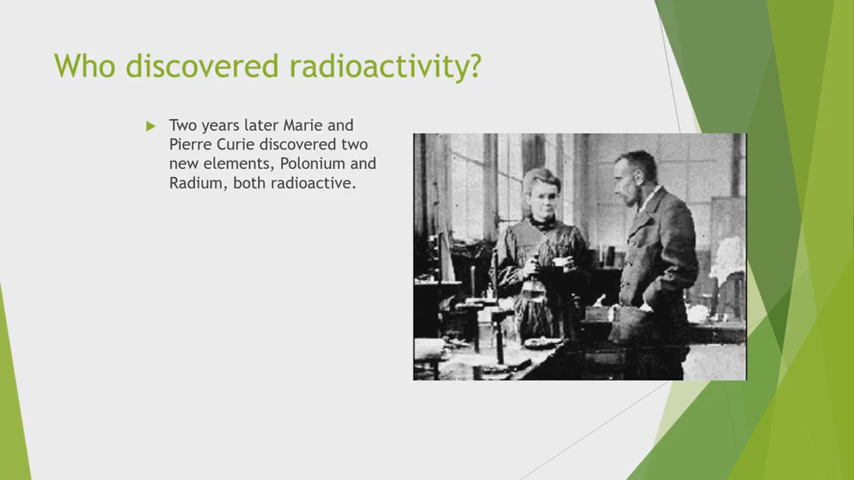 Who discovered radioactivity?
Two years later Marie and
Pierre Curie discovered two
new elements, Polonium and
Radium, both radioactive.